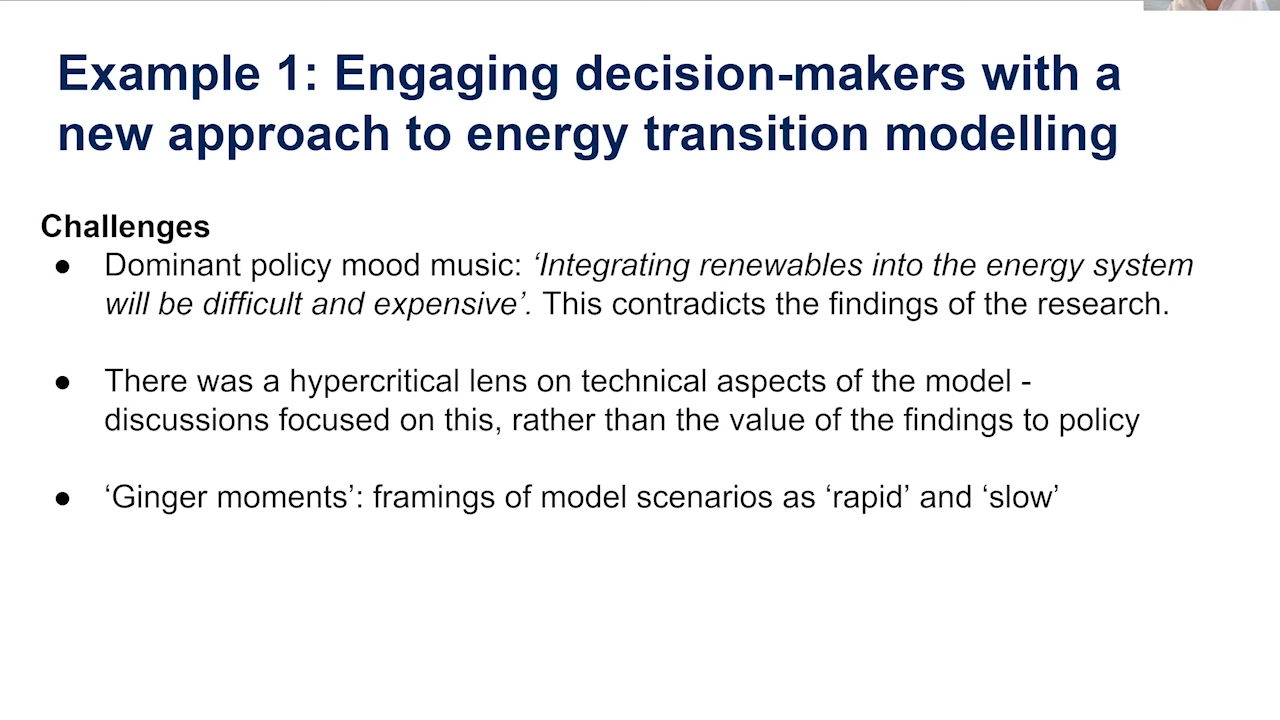 Example 1: Engaging decision-makers with a
new approach to energy transition modelling
Challenges
● Dominant policy mood music: ‘Integrating renewables into the energy system
will be difficult and expensive’. This contradicts the findings of the research.
● There was a hypercritical lens on technical aspects of the model -
discussions focused on this, rather than the value of the findings to policy
● ‘Ginger moments’: framings of model scenarios as ‘rapid’ and ‘slow’